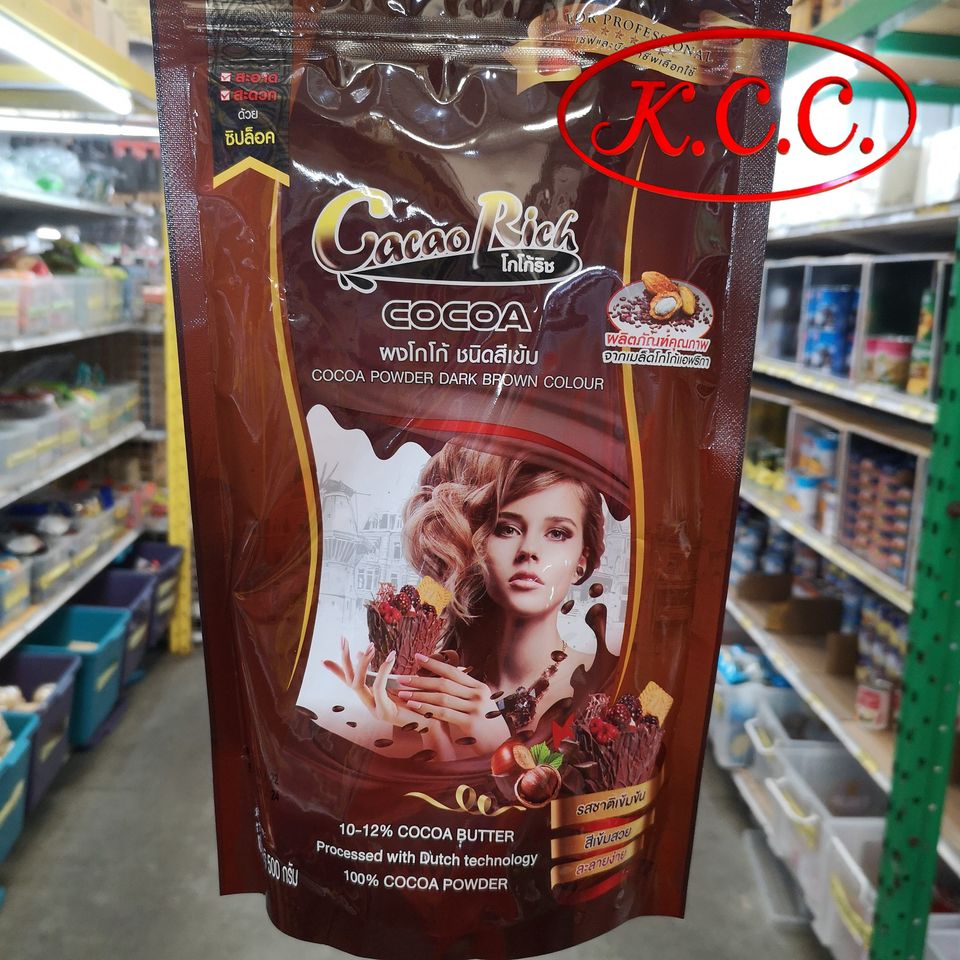 FOR PROFESSIONAL
K.C.C.
สะอาด
สะดวก
ด้วย
ซิปล็อค
Cacao Rich
โกโก้ริช
COCOA
ผงโกโก้ ชนิดสีเข้ม
COCOA POWDER DARK BROWN COLOUR
ผลิตภัณฑ์คุณภาพ
จากเมล็ดโกโก้แอฟริกา
รสชาติเข้มข้น
สีเข้มสวย
ละลายง่าย
10-12% COCOA BUTTER
Processed with Dutch technology
100% COCOA POWDER
500 กรัม